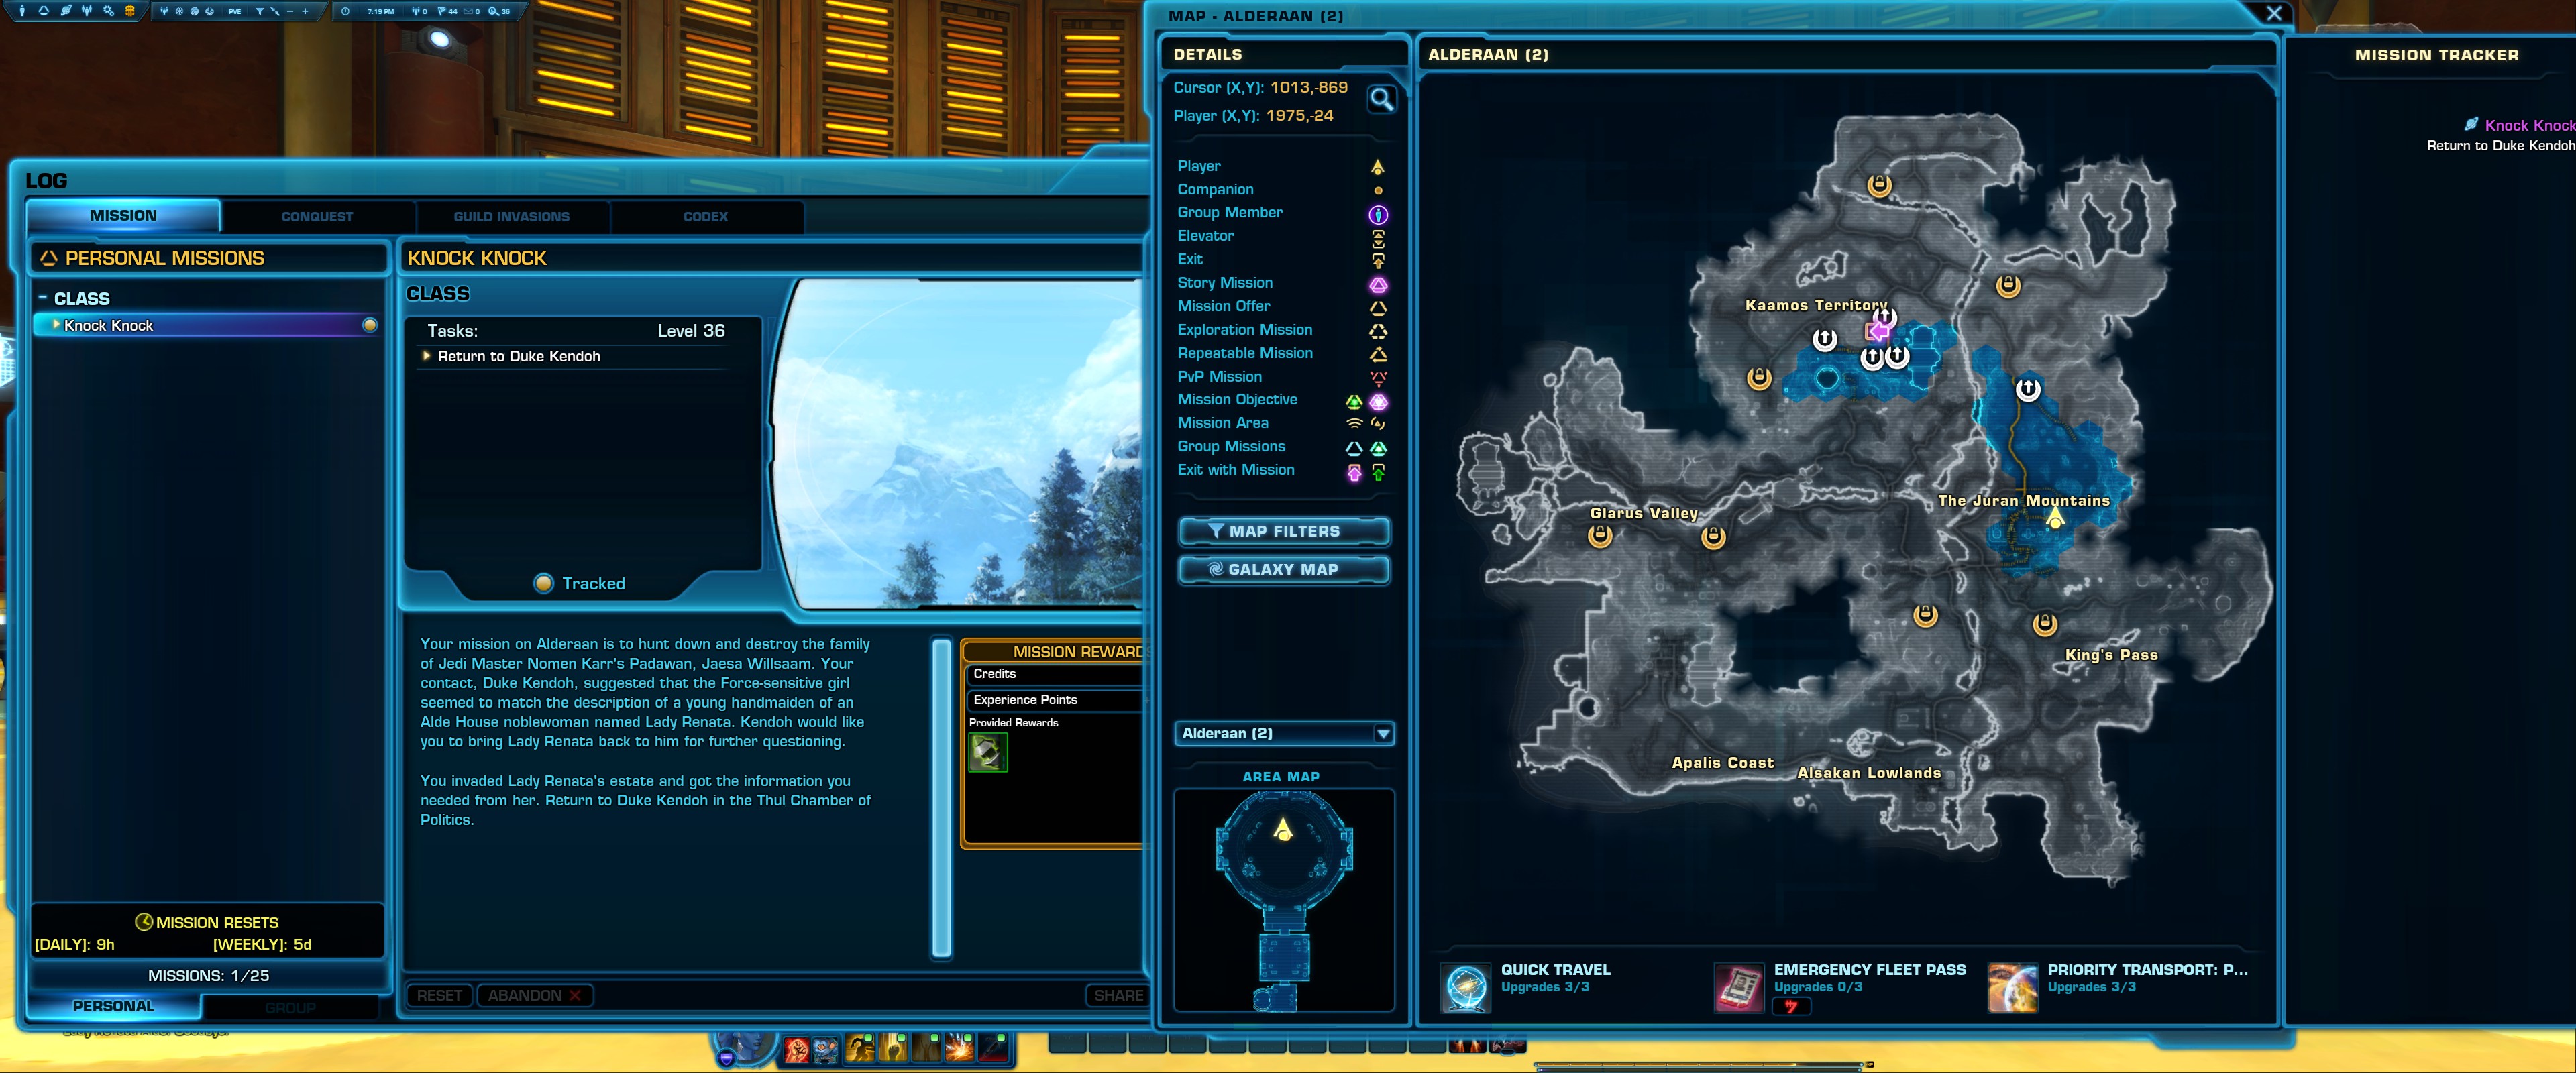 PVE
7:19 PM
0
44
0
36
LOG
MISSION
CONQUEST
GUILD INVASIONS
CODEX
PERSONAL MISSIONS
CLASS
Knock Knock
MISSION RESETS
[DAILY]: 9h [WEEKLY]: 5d
MISSIONS: 1/25
PERSONAL
GROUP
KNOCK KNOCK
CLASS
Tasks: Level 36
Return to Duke Kendoh
Tracked
Your mission on Alderaan is to hunt down and destroy the family
of Jedi Master Nomen Karr's Padawan, Jaesa Willsaam. Your
contact, Duke Kendoh, suggested that the Force-sensitive girl
seemed to match the description of a young handmaiden of an
Alde House noblewoman named Lady Renata. Kendoh would like
you to bring Lady Renata back to him for further questioning.
You invaded Lady Renata's estate and got the information you
needed from her. Return to Duke Kendoh in the Thul Chamber of
Politics.
MISSION REWARD
Credits
Experience Points
Provided Rewards
RESET
ABANDON
SHARE
MAP - ALDERAAN (2)
DETAILS
Cursor (X,Y): 1013,-869
Player (X,Y): 1975,-24
Player
Companion
Group Member
Elevator
Exit
Story Mission
Mission Offer
Exploration Mission
Repeatable Mission
PvP Mission
Mission Objective
Mission Area
Group Missions
Exit with Mission
MAP FILTERS
GALAXY MAP
Alderaan (2)
AREA MAP
ALDERAAN (2)
Kaamos Territory
The Juran Mountains
Glarus Valley
King's Pass
Apalis Coast
Alsakan Lowlands
QUICK TRAVEL
Upgrades 3/3
EMERGENCY FLEET PASS
Upgrades 0/3
7
PRIORITY TRANSPORT: P...
Upgrades 3/3
MISSION TRACKER
Knock Knock
Return to Duke Kendoh